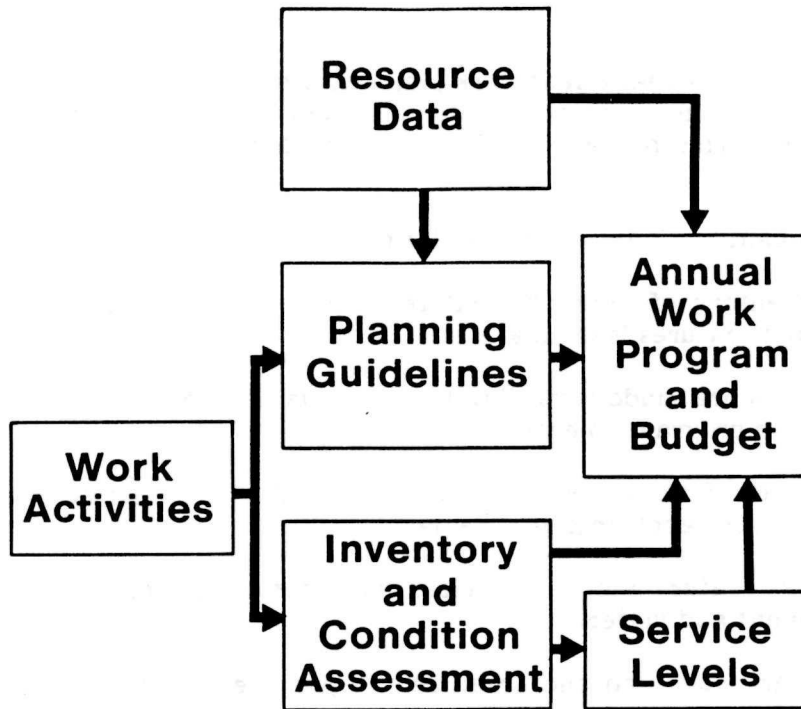 Resource
Data
Annual
Work
Program
and
Budget
Planning
Guidelines
Work
Activities
Inventory
and
Condition
Assessment
Service
Levels